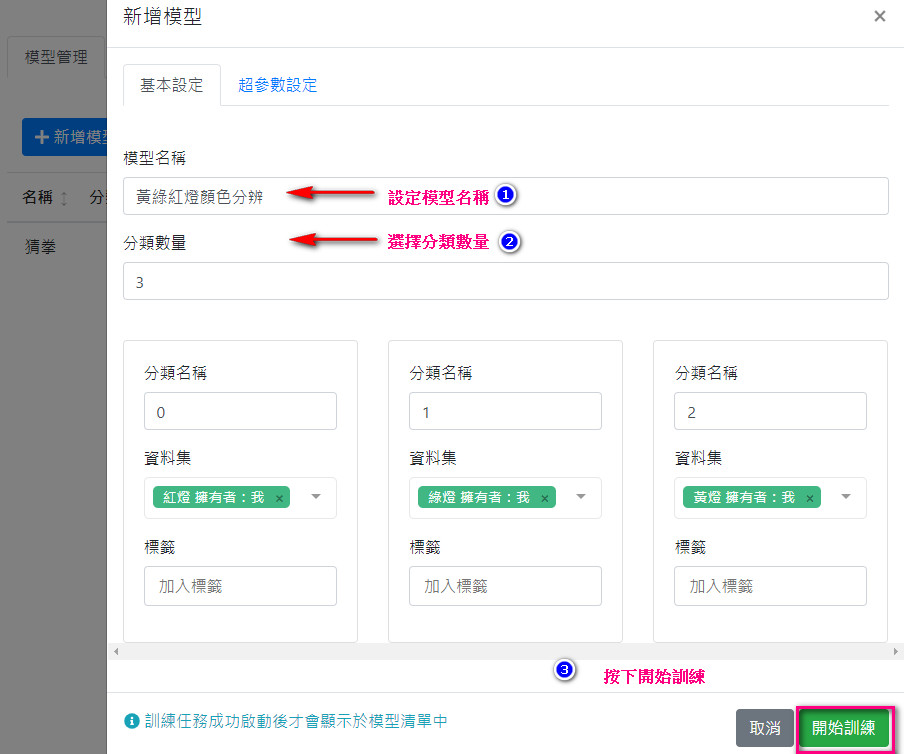 新增模型 ×
模型管理
基本設定 超參數設定
新增模型
模型名稱
名稱 分
黃綠紅燈顏色分辨 設定模型名稱 1
分類數量 選擇分類數量 2
猜拳
3
分類名稱 分類名稱 分類名稱
0 1 2
資料集 資料集 資料集
紅燈 擁有者：我 × 綠燈 擁有者：我 × 黃燈 擁有者：我 ×
標籤 標籤 標籤
加入標籤 加入標籤 加入標籤
3 按下開始訓練
訓練任務成功啟動後才會顯示於模型清單中
取消 開始訓練